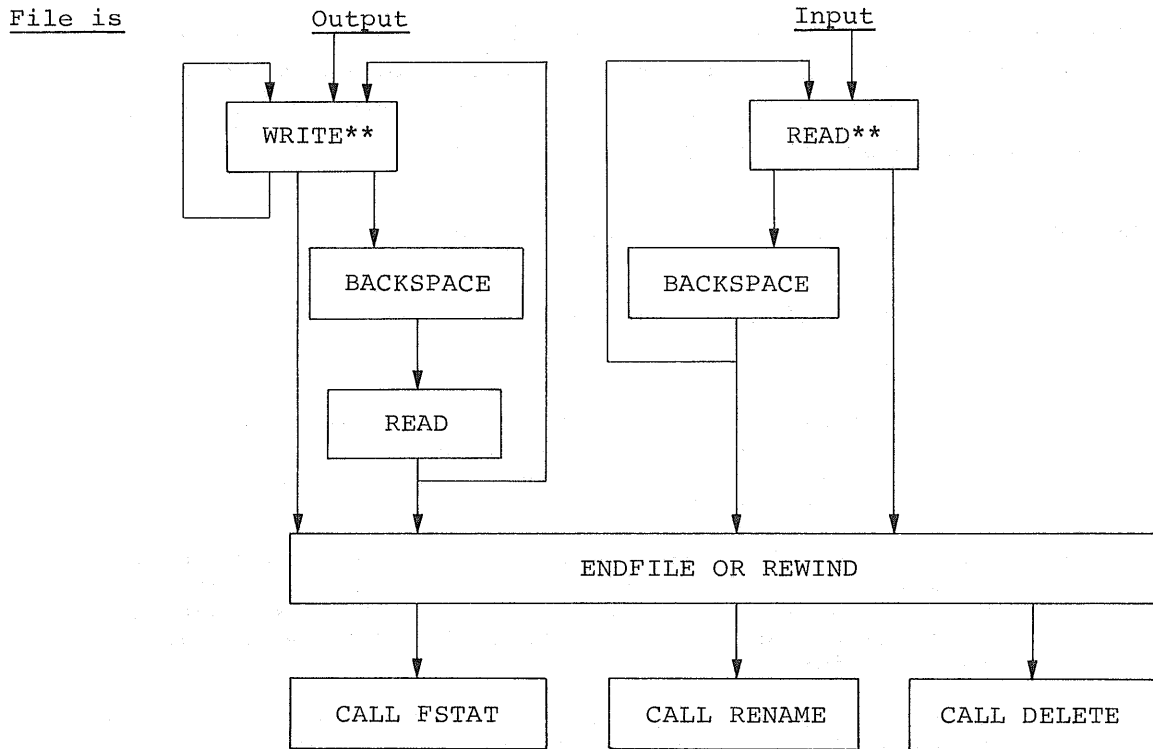 File is Output Input
WRITE** READ**
BACKSPACE BACKSPACE
READ
ENDFILE OR REWIND
CALL FSTAT CALL RENAME CALL DELETE